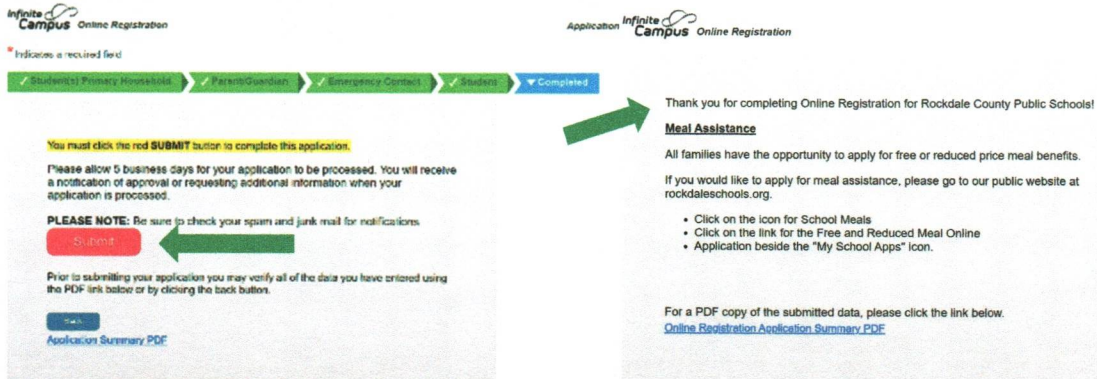 Infinite
Campus Online Registration
* Indicates a required field
✓ Student(s) Primary Household ✓ Parent/Guardian ✓ Emergency Contact ✓ Student ▼ Completed
You must click the red SUBMIT button to complete this application.
Please allow 5 business days for your application to be processed. You will receive
a notification of approval or requesting additional information when your
application is processed.
PLEASE NOTE: Be sure to check your spam and junk mail for notifications
Submit
Prior to submitting your application you may verify all of the data you have entered using
the PDF link below or by clicking the back button.
Back
Application Summary PDF
Application Infinite
Campus Online Registration
Thank you for completing Online Registration for Rockdale County Public Schools!
Meal Assistance
All families have the opportunity to apply for free or reduced price meal benefits.
If you would like to apply for meal assistance, please go to our public website at
rockdaleschools.org.
• Click on the icon for School Meals
• Click on the link for the Free and Reduced Meal Online
• Application beside the "My School Apps" icon.
For a PDF copy of the submitted data, please click the link below.
Online Registration Application Summary PDF